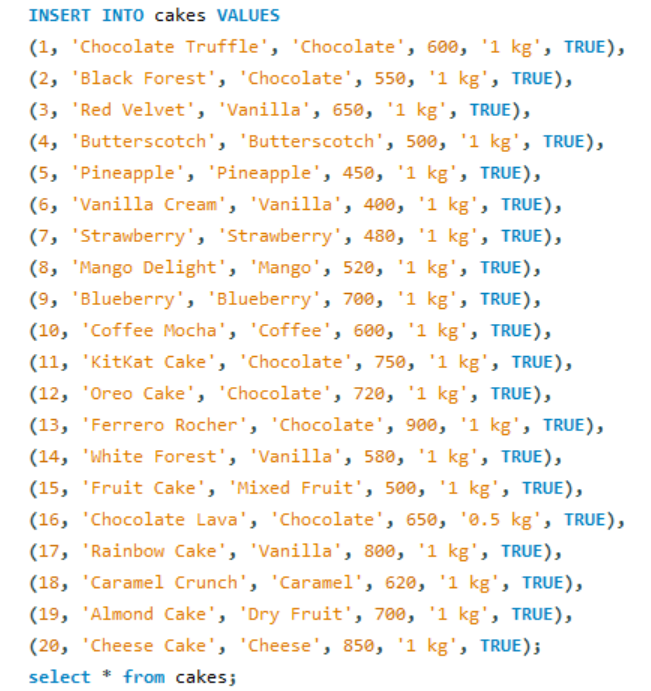 INSERT INTO cakes VALUES
(1, 'Chocolate Truffle', 'Chocolate', 600, '1 kg', TRUE),
(2, 'Black Forest', 'Chocolate', 550, '1 kg', TRUE),
(3, 'Red Velvet', 'Vanilla', 650, '1 kg', TRUE),
(4, 'Butterscotch', 'Butterscotch', 500, '1 kg', TRUE),
(5, 'Pineapple', 'Pineapple', 450, '1 kg', TRUE),
(6, 'Vanilla Cream', 'Vanilla', 400, '1 kg', TRUE),
(7, 'Strawberry', 'Strawberry', 480, '1 kg', TRUE),
(8, 'Mango Delight', 'Mango', 520, '1 kg', TRUE),
(9, 'Blueberry', 'Blueberry', 700, '1 kg', TRUE),
(10, 'Coffee Mocha', 'Coffee', 600, '1 kg', TRUE),
(11, 'KitKat Cake', 'Chocolate', 750, '1 kg', TRUE),
(12, 'Oreo Cake', 'Chocolate', 720, '1 kg', TRUE),
(13, 'Ferrero Rocher', 'Chocolate', 900, '1 kg', TRUE),
(14, 'White Forest', 'Vanilla', 580, '1 kg', TRUE),
(15, 'Fruit Cake', 'Mixed Fruit', 500, '1 kg', TRUE),
(16, 'Chocolate Lava', 'Chocolate', 650, '0.5 kg', TRUE),
(17, 'Rainbow Cake', 'Vanilla', 800, '1 kg', TRUE),
(18, 'Caramel Crunch', 'Caramel', 620, '1 kg', TRUE),
(19, 'Almond Cake', 'Dry Fruit', 700, '1 kg', TRUE),
(20, 'Cheese Cake', 'Cheese', 850, '1 kg', TRUE);
select * from cakes;